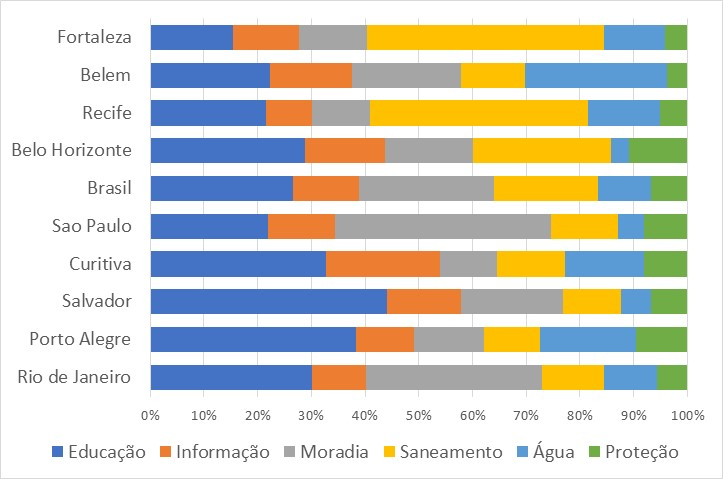 Fortaleza
Belem
Recife
Belo Horizonte
Brasil
Sao Paulo
Curitiva
Salvador
Porto Alegre
Rio de Janeiro
0% 10% 20% 30% 40% 50% 60% 70% 80% 90% 100%
Educação Informação Moradia Saneamento Água Proteção